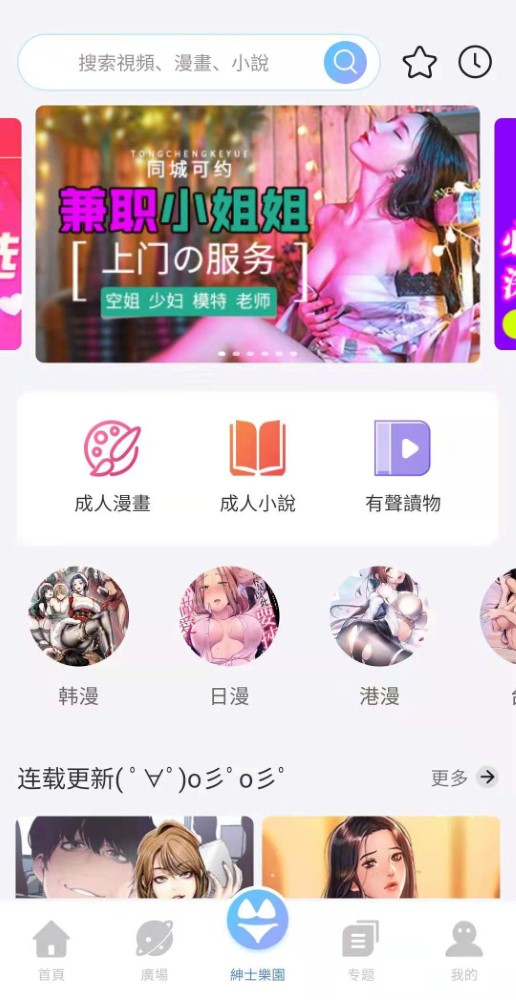 搜索視頻、漫畫、小說
TONGCHENGKEYUE
同城可约
兼职小姐姐
[ 上门の服务 ]
空姐 少妇 模特 老师
选
成人漫畫
成人小說
有聲讀物
韩漫
日漫
港漫
连载更新(ﾟ∀ﾟ)o彡ﾟo彡ﾟ
更多
首頁
廣場
紳士樂園
专题
我的